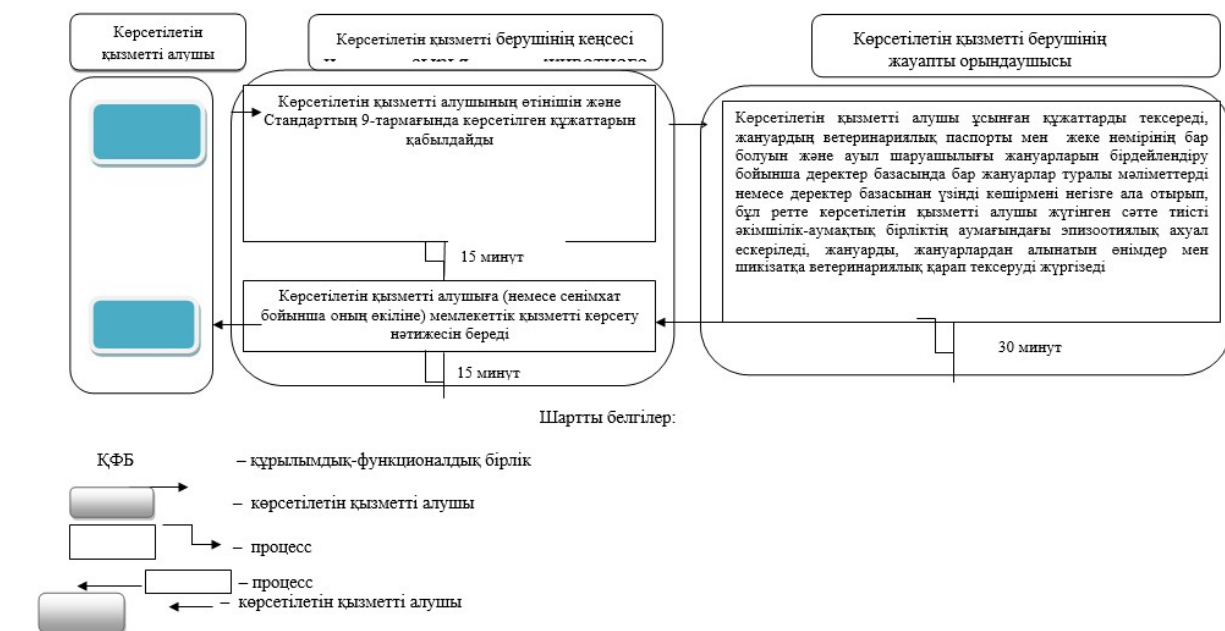 Көрсетілетін
қызметті алушы
Көрсетілетін қызметті берушінің кеңсесі
Көрсетілетін қызметті берушінің
жауапты орындаушысы
Көрсетілетін қызметті алушының өтінішін және
Стандарттың 9-тармағында көрсетілген құжаттарын
қабылдайды
15 минут
Көрсетілетін қызметті алушыға (немесе сенімхат
бойынша оның өкіліне) мемлекеттік қызметті көрсету
нәтижесін береді
15 минут
Көрсетілетін қызметті алушы ұсынған құжаттарды тексереді,
жануардың ветеринариялық паспорты мен жеке нөмірінің бар
болуын және ауыл шаруашылығы жануарларын бірдейлендіру
бойынша деректер базасында бар жануарлар туралы мәліметтерді
немесе деректер базасынан үзінді көшірмені негізге ала отырып,
бұл ретте көрсетілетін қызметті алушы жүгінген сәтте тиісті
әкімшілік-аумақтық бірліктің аумағындағы эпизоотиялық ахуал
ескеріледі, жануарды, жануарлардан алынатын өнімдер мен
шикізатқа ветеринариялық қарап тексеруді жүргізеді
30 минут
Шартты белгілер:
ҚФБ – құрылымдық-функционалдық бірлік
– көрсетілетін қызметті алушы
– процесс
– процесс
– көрсетілетін қызметті алушы